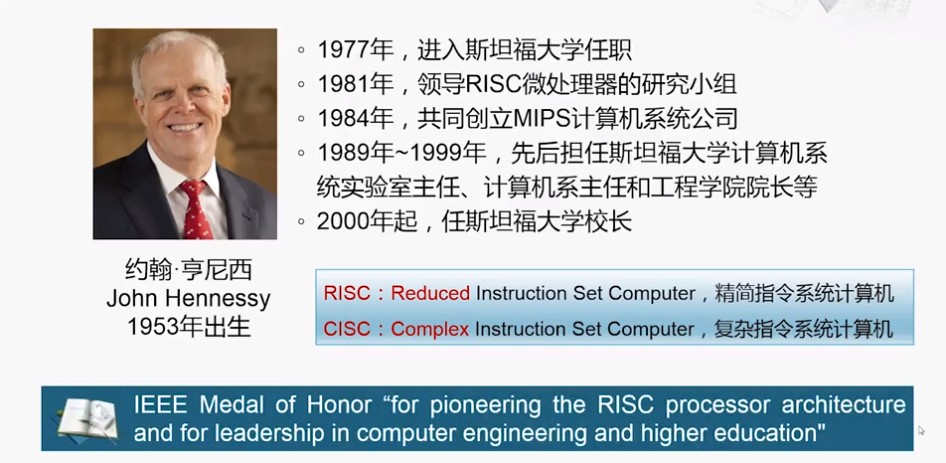 1977年，进入斯坦福大学任职
1981年，领导RISC微处理器的研究小组
1984年，共同创立MIPS计算机系统公司
1989年~1999年，先后担任斯坦福大学计算机系
统实验室主任、计算机系主任和工程学院院长等
2000年起，任斯坦福大学校长
约翰·亨尼西
John Hennessy
1953年出生
RISC：Reduced Instruction Set Computer，精简指令系统计算机
CISC：Complex Instruction Set Computer，复杂指令系统计算机
IEEE Medal of Honor “for pioneering the RISC processor architecture
and for leadership in computer engineering and higher education"